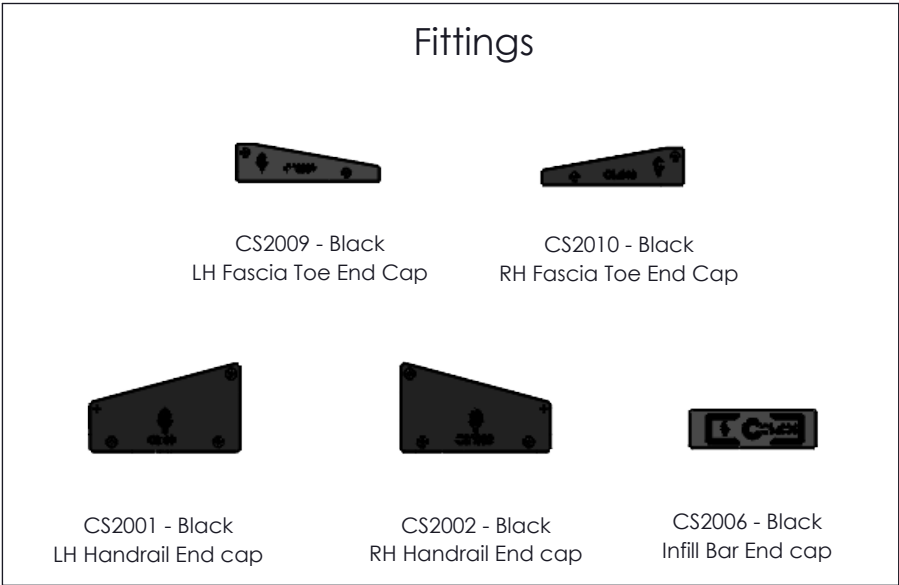 Fittings
CS2009 - Black
LH Fascia Toe End Cap
CS2010 - Black
RH Fascia Toe End Cap
CS2001 - Black
LH Handrail End cap
CS2002 - Black
RH Handrail End cap
CS2006 - Black
Infill Bar End cap